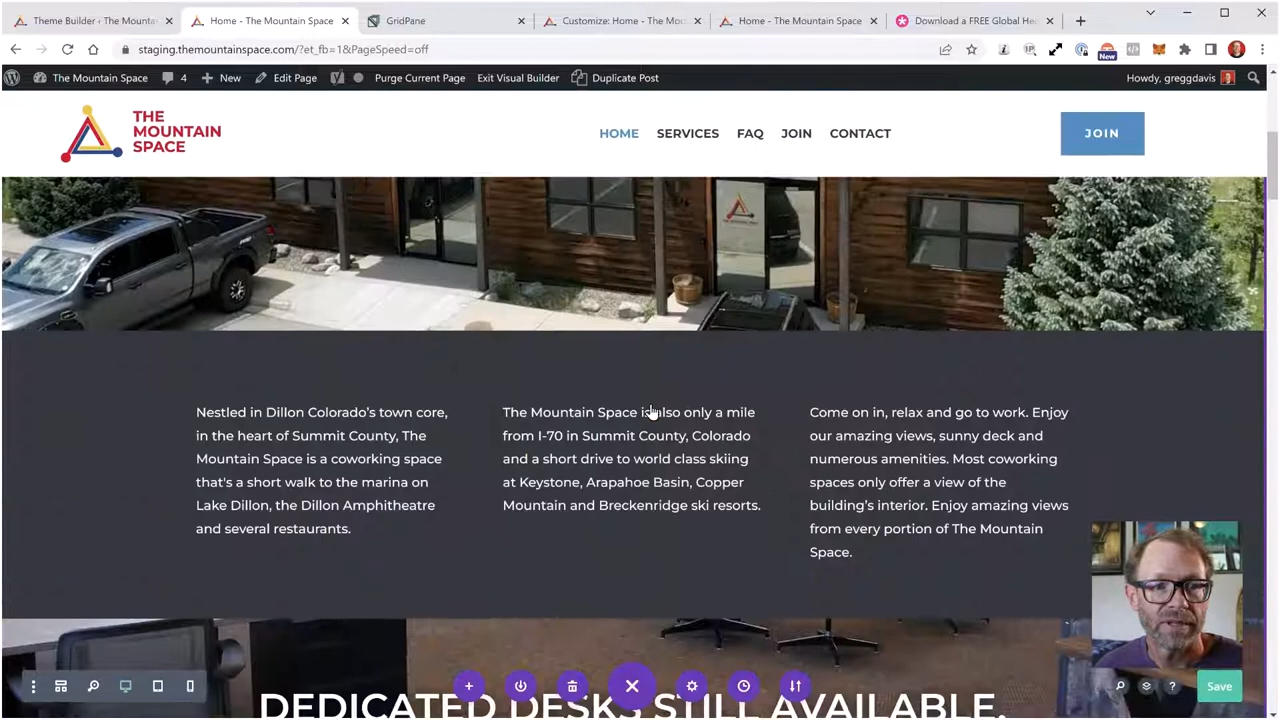 Theme Builder ‹ The Mounta
Home - The Mountain Space
GridPane
Customize: Home - The Mou
Home - The Mountain Space
Download a FREE Global He
staging.themountainspace.com/?et_fb=1&PageSpeed=off
New
The Mountain Space
4
New
Edit Page
Purge Current Page
Exit Visual Builder
Duplicate Post
Howdy, greggdavis
THE
MOUNTAIN
SPACE
HOME
SERVICES
FAQ
JOIN
CONTACT
JOIN
Nestled in Dillon Colorado's town core,
in the heart of Summit County, The
Mountain Space is a coworking space
that's a short walk to the marina on
Lake Dillon, the Dillon Amphitheatre
and several restaurants.
The Mountain Space is also only a mile
from I-70 in Summit County, Colorado
and a short drive to world class skiing
at Keystone, Arapahoe Basin, Copper
Mountain and Breckenridge ski resorts.
Come on in, relax and go to work. Enjoy
our amazing views, sunny deck and
numerous amenities. Most coworking
spaces only offer a view of the
building's interior. Enjoy amazing views
from every portion of The Mountain
Space.
DEDICATED DESKS STILL AVAILABLE.
Save